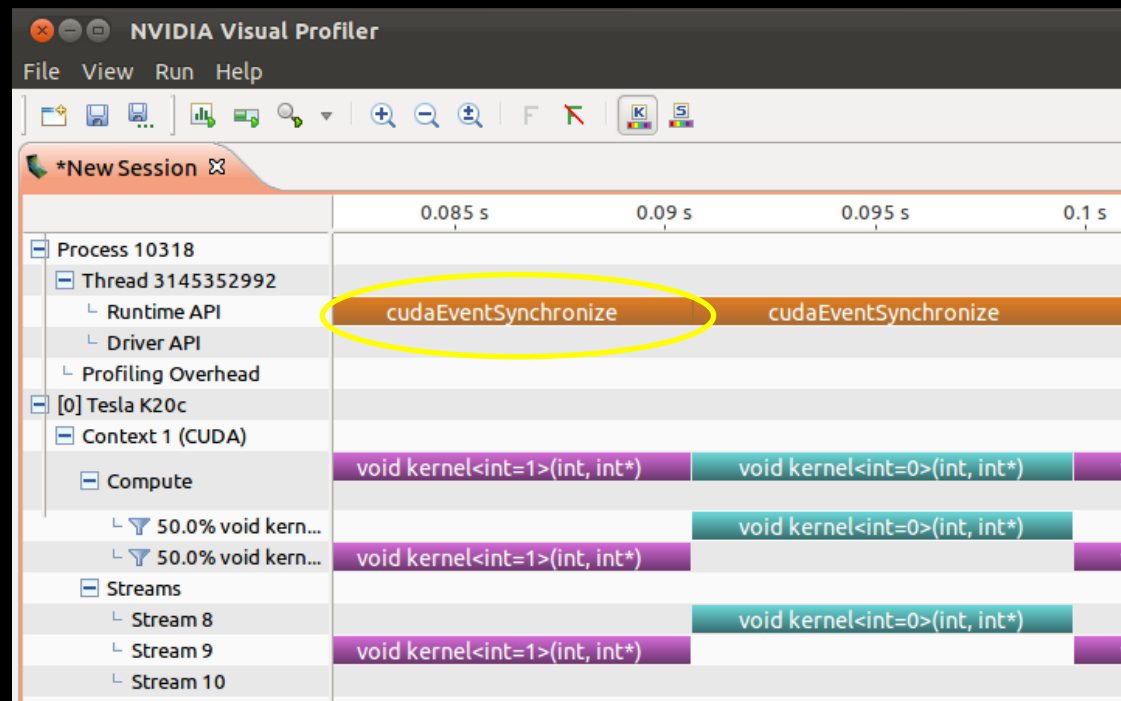 NVIDIA Visual Profiler
File View Run Help
F F K S
*New Session
0.085 s 0.09 s 0.095 s 0.1 s
Process 10318
Thread 3145352992
Runtime API cudaEventSynchronize cudaEventSynchronize
Driver API
Profiling Overhead
[0] Tesla K20c
Context 1 (CUDA)
Compute void kernel<int=1>(int, int*) void kernel<int=0>(int, int*)
50.0% void kern... void kernel<int=0>(int, int*)
50.0% void kern... void kernel<int=1>(int, int*)
Streams
Stream 8 void kernel<int=0>(int, int*)
Stream 9 void kernel<int=1>(int, int*)
Stream 10